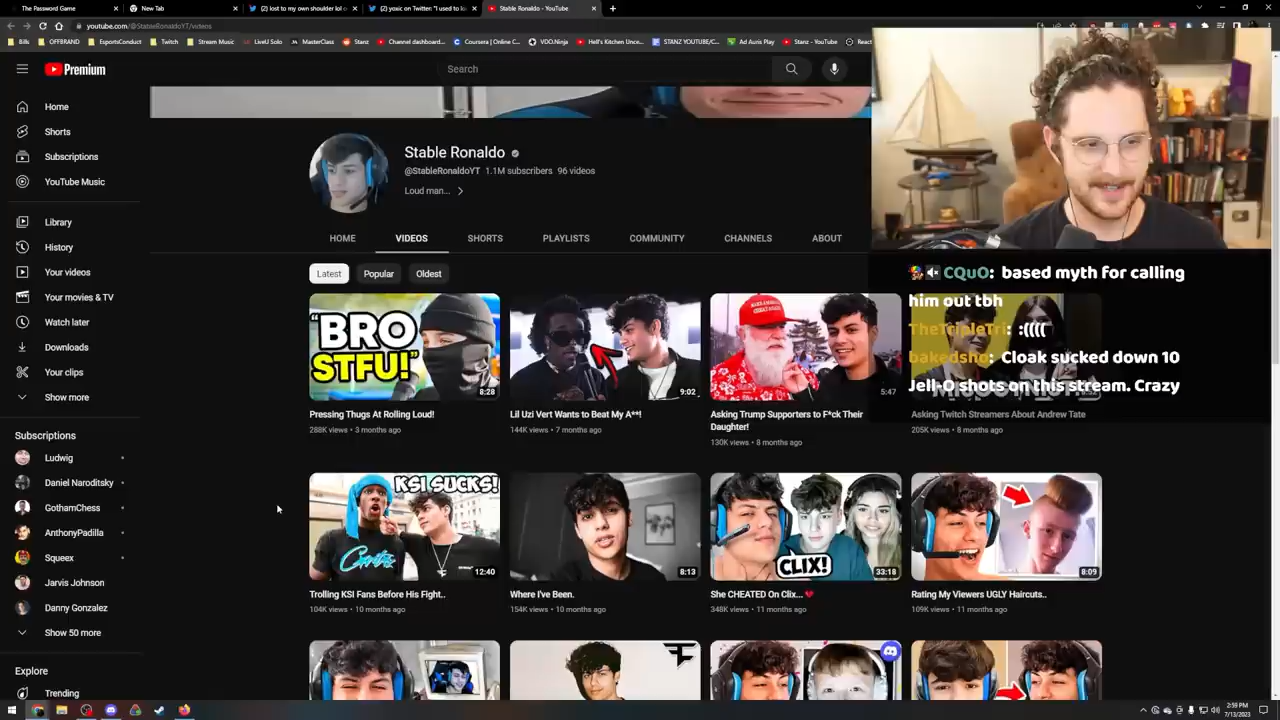 The Password Game
New Tab
(2) lost to my own shoulder lol
(2) yoxic on Twitter: "I used to lo
Stable Ronaldo - YouTube
youtube.com/@StableRonaldoYT/videos
Bills
OFFBRAND
EsportsConduct
Twitch
Stream Music
LiveU Solo
MasterClass
Stanz
Channel dashboard...
Coursera | Online C...
VDO.Ninja
Hell's Kitchen Unce...
STANZ YOUTUBE/C...
Ad Auris Play
Stanz - YouTube
React
Premium
Search
Home
Shorts
Subscriptions
YouTube Music
Library
History
Your videos
Your movies & TV
Watch later
Downloads
Your clips
Show more
Subscriptions
Ludwig
Daniel Naroditsky
GothamChess
AnthonyPadilla
Squeex
Jarvis Johnson
Danny Gonzalez
Show 50 more
Explore
Trending
Stable Ronaldo
@StableRonaldoYT 1.1M subscribers 96 videos
Loud man...
HOME
VIDEOS
SHORTS
PLAYLISTS
COMMUNITY
CHANNELS
ABOUT
Latest
Popular
Oldest
"BRO
STFU!"
8:28
Pressing Thugs At Rolling Loud!
288K views • 3 months ago
9:02
Lil Uzi Vert Wants to Beat My A**!
144K views • 7 months ago
5:47
Asking Trump Supporters to F*ck Their
Daughter!
130K views • 8 months ago
Asking Twitch Streamers About Andrew Tate
205K views • 8 months ago
KSI SUCKS!
12:40
Trolling KSI Fans Before His Fight..
104K views • 10 months ago
8:13
Where I've Been.
154K views • 10 months ago
CLIX!
33:18
She CHEATED On Clix...
348K views • 11 months ago
8:09
Rating My Viewers UGLY Haircuts..
109K views • 11 months ago
CQuO: based myth for calling
him out tbh
TheTripleTri: :((((
bakedsho: Cloak sucked down 10
Jell-O shots on this stream. Crazy
2:59 PM
7/13/2023